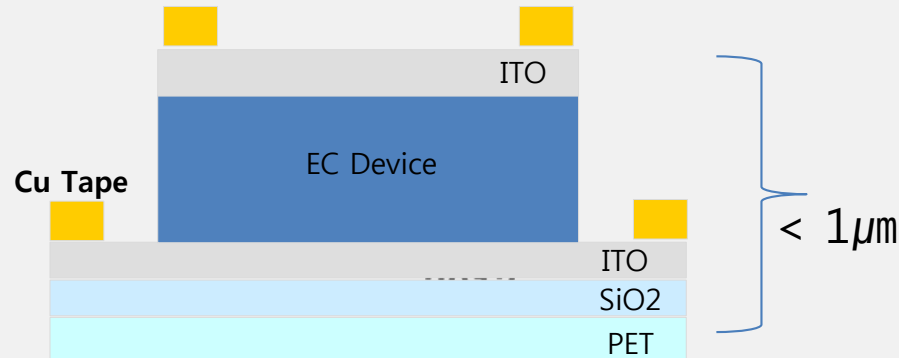 ITO
EC Device
Cu Tape
< 1μm
ITO
SiO2
PET